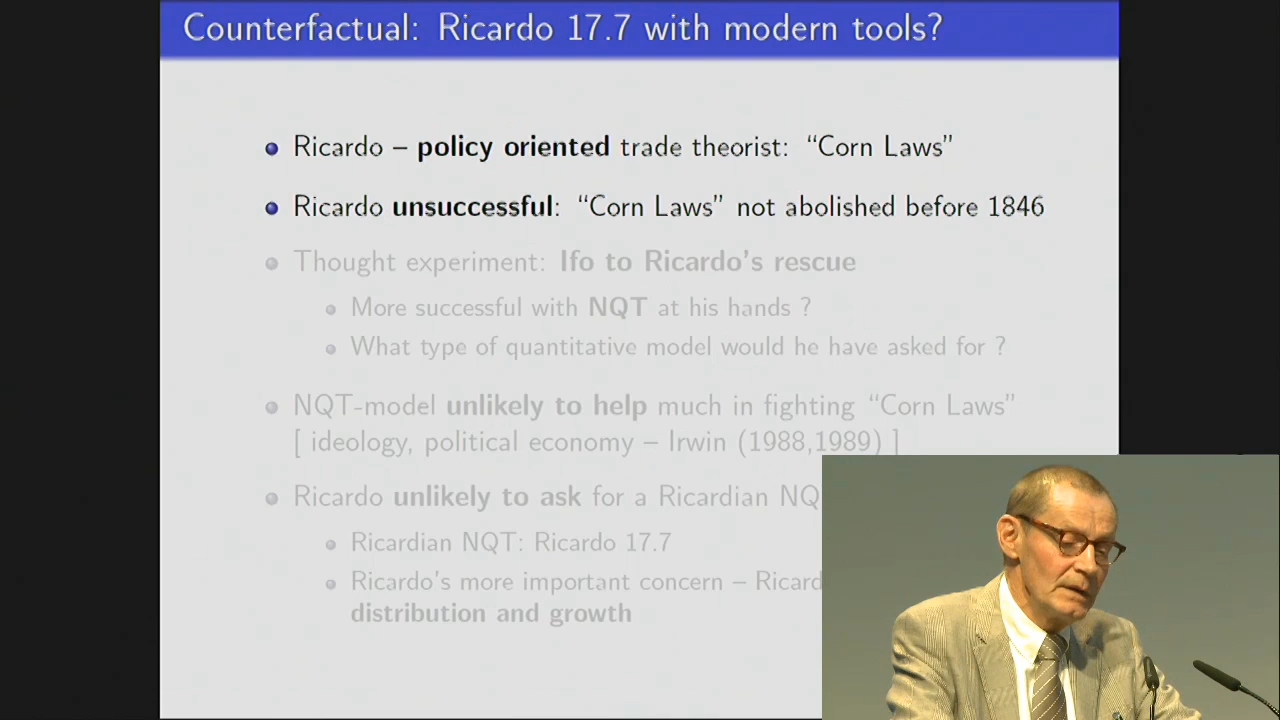 Counterfactual: Ricardo 17.7 with modern tools?
Ricardo – policy oriented trade theorist: “Corn Laws”
Ricardo unsuccessful: “Corn Laws” not abolished before 1846
Thought experiment: Ifo to Ricardo's rescue
More successful with NQT at his hands ?
What type of quantitative model would he have asked for ?
NQT-model unlikely to help much in fighting “Corn Laws”
[ ideology, political economy – Irwin (1988,1989) ]
Ricardo unlikely to ask for a Ricardian
Ricardian NQT: Ricardo 17.7
Ricardo's more important concern –
distribution and growth